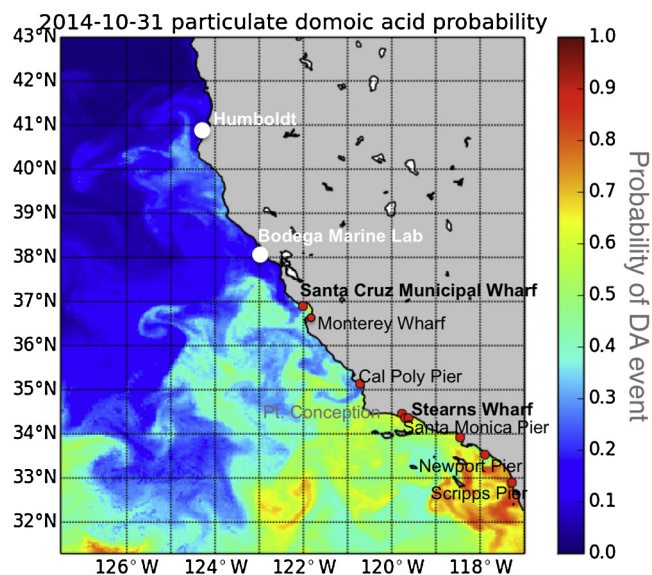 2014-10-31 particulate domoic acid probability
43°N
42°N
41°N
40°N
39°N
38°N
37°N
36°N
35°N
34°N
33°N
32°N
126°W
124°W
122°W
120°W
118°W
Humboldt
Bodega Marine Lab
Santa Cruz Municipal Wharf
Monterey Wharf
Cal Poly Pier
Pt. Conception
Stearns Wharf
Santa Monica Pier
Newport Pier
Scripps Pier
1.0
0.9
0.8
0.7
0.6
0.5
0.4
0.3
0.2
0.1
0.0
Probability of DA event